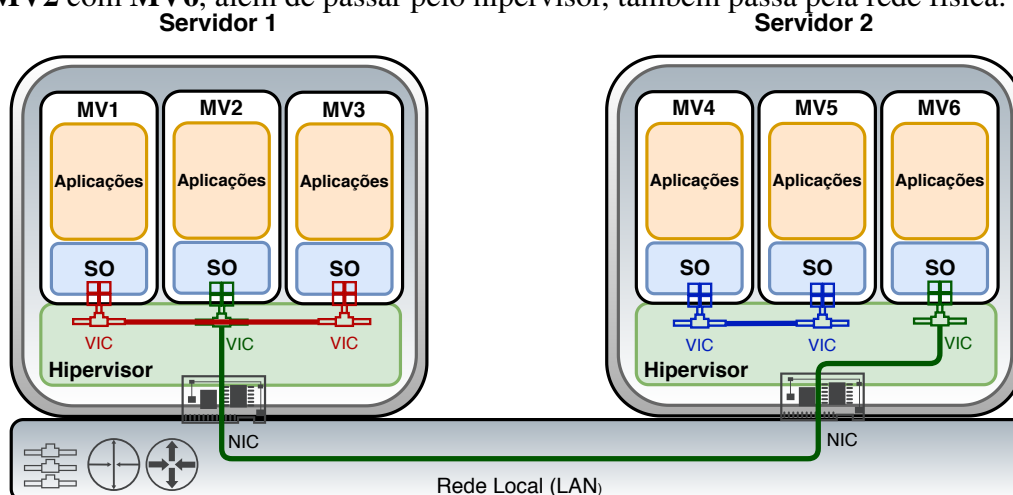 MV2 com MV6, além de passar pelo hipervisor, também passa pela rede física.
Servidor 1
Servidor 2
MV1
MV2
MV3
MV4
MV5
MV6
Aplicações
Aplicações
Aplicações
Aplicações
Aplicações
Aplicações
SO
SO
SO
SO
SO
SO
VIC
VIC
VIC
VIC
VIC
VIC
Hipervisor
Hipervisor
NIC
NIC
Rede Local (LAN)